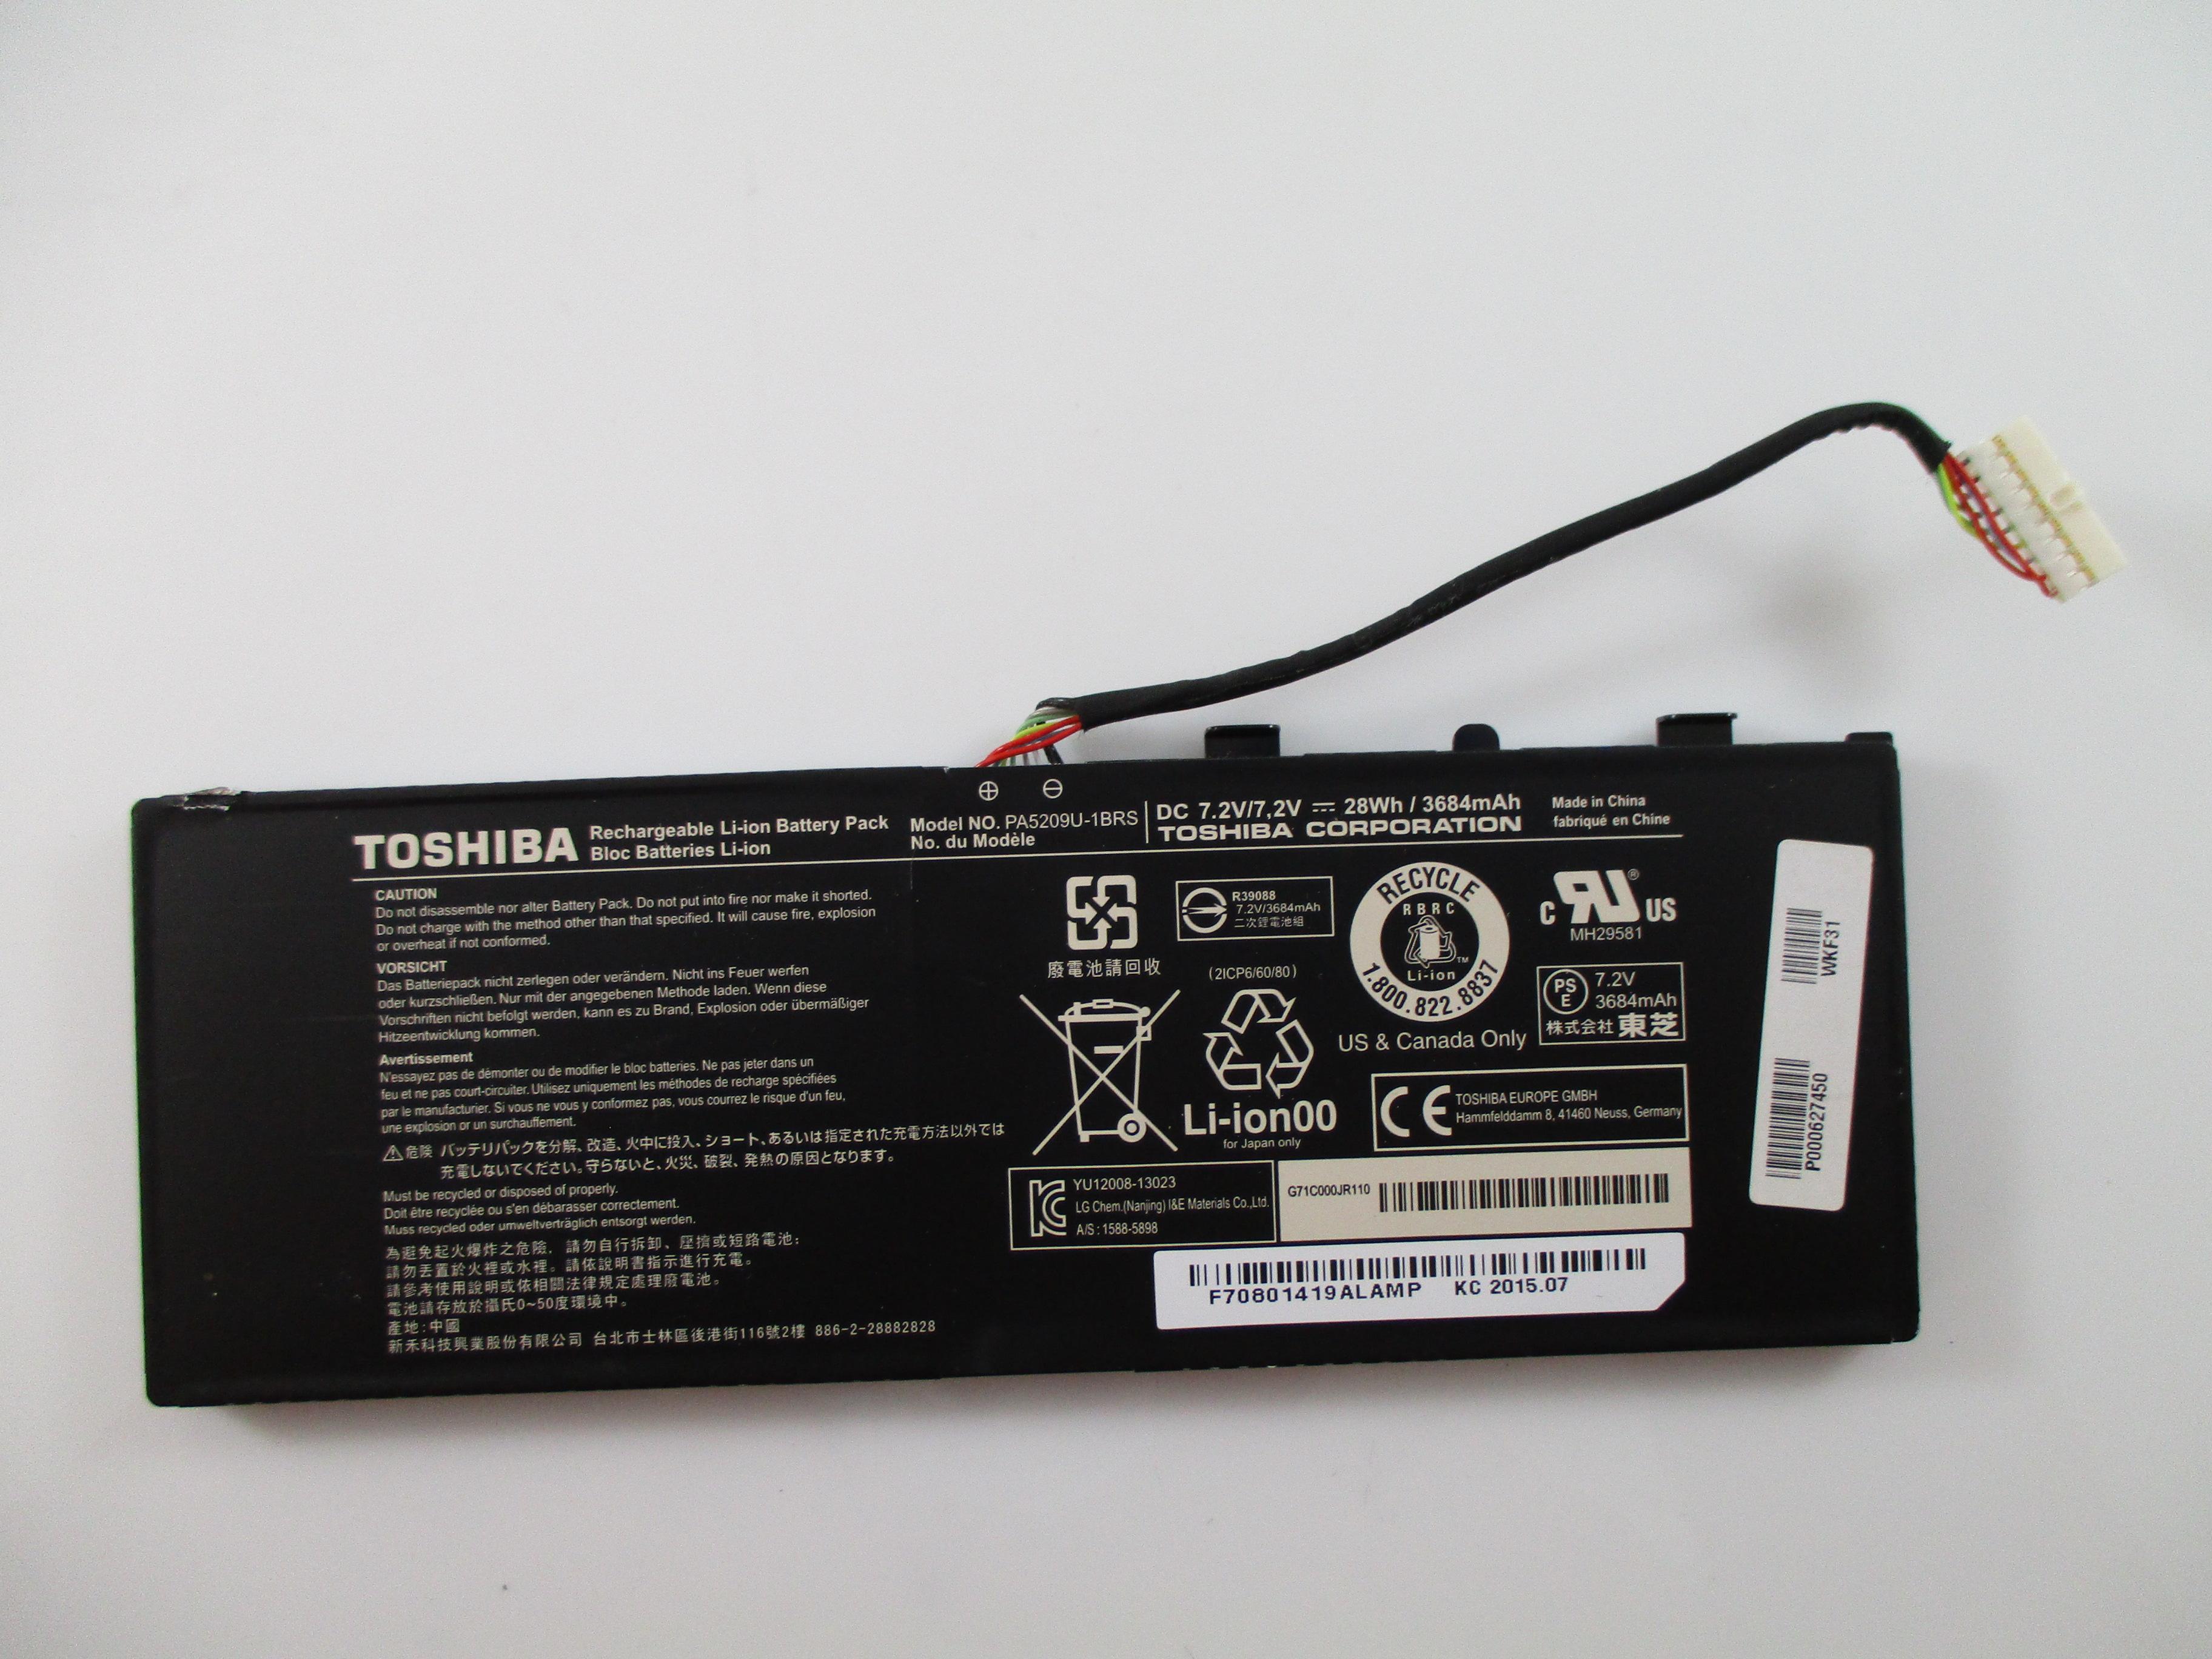 TOSHIBA
Rechargeable Li-ion Battery Pack
Bloc Batteries Li-ion
Model NO. PA5209U-1BRS
No. du Modèle
DC 7.2V/7,2V ⎓ 28Wh / 3684mAh
TOSHIBA CORPORATION
Made in China
fabriqué en Chine
CAUTION
Do not disassemble nor alter Battery Pack. Do not put into fire nor make it shorted.
Do not charge with the method other than that specified. It will cause fire, explosion
or overheat if not conformed.
VORSICHT
Das Batteriepack nicht zerlegen oder verändern. Nicht ins Feuer werfen
oder kurzschließen. Nur mit der angegebenen Methode laden. Wenn diese
Vorschriften nicht befolgt werden, kann es zu Brand, Explosion oder übermäßiger
Hitzeentwicklung kommen.
Avertissement
N'essayez pas de démonter ou de modifier le bloc batteries. Ne pas jeter dans un
feu et ne pas court-circuiter. Utilisez uniquement les méthodes de recharge spécifiées
par le manufacturier. Si vous ne vous y conformez pas, vous courrez le risque d'un feu,
une explosion or un surchauffement.
⚠危険 バッテリパックを分解、改造、火中に投入、ショート、あるいは指定された充電方法以外では
充電しないでください。守らないと、火災、破裂、発熱の原因となります。
Must be recycled or disposed of properly.
Doit être recyclée ou s'en débarasser correctement.
Muss recycled oder umweltverträglich entsorgt werden.
為避免起火爆炸之危險，請勿自行拆卸、壓擠或短路電池；
請勿丟置於火裡或水裡。請依說明書指示進行充電。
請參考使用說明或依相關法律規定處理廢電池。
電池請存放於攝氏0~50度環境中。
產地：中國
新禾科技興業股份有限公司 台北市士林區後港街116號2樓 886-2-28882828
廢電池請回收
R39088
7.2V/3684mAh
二次鋰電池組
(2ICP6/60/80)
Li-ion00
for Japan only
RECYCLE
RBRC
Li-ion
TM
1.800.822.8837
US & Canada Only
C RU® US
MH29581
PS
E
7.2V
3684mAh
株式会社 東芝
CE
TOSHIBA EUROPE GMBH
Hammfelddamm 8, 41460 Neuss, Germany
YU12008-13023
LG Chem.(Nanjing) I&E Materials Co.,Ltd.
A/S : 1588-5898
G71C000JR110
F70801419ALAMP KC 2015.07
WKF31
P000627450